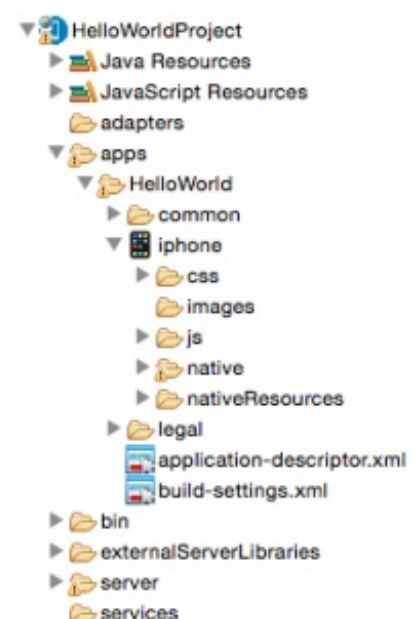 HelloWorldProject
Java Resources
JavaScript Resources
adapters
apps
HelloWorld
common
iphone
css
images
js
native
nativeResources
legal
application-descriptor.xml
build-settings.xml
bin
externalServerLibraries
server
services